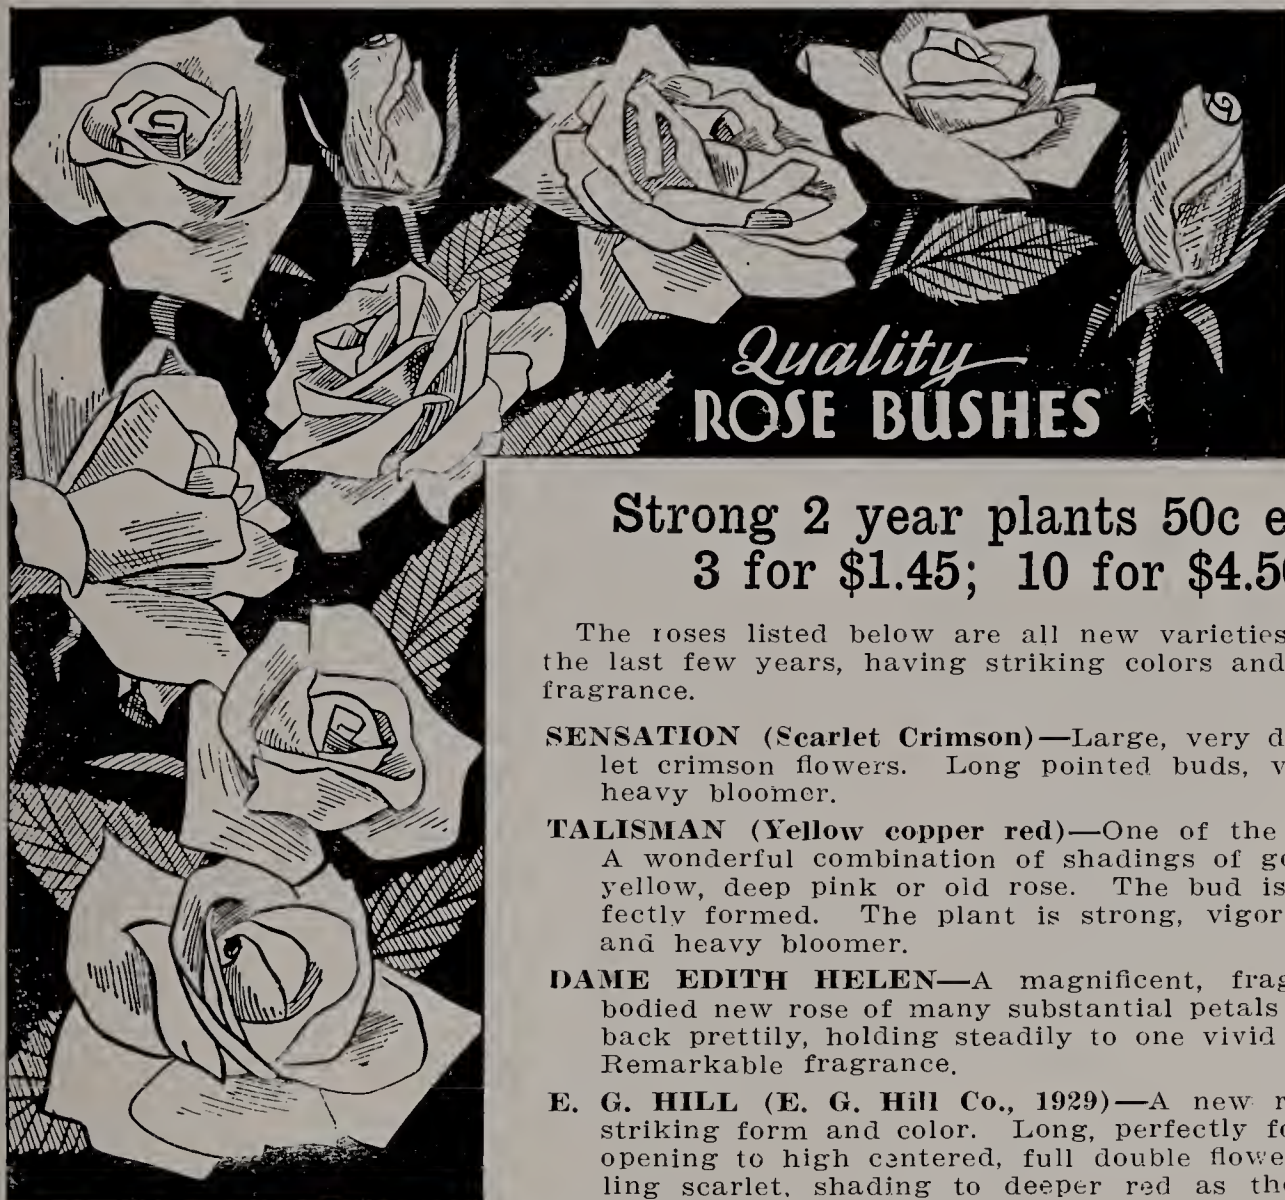 Quality
ROSE BUSHES
Strong 2 year plants 50c
3 for $1.45; 10 for $4.50
The roses listed below are all new varieties
the last few years, having striking colors and
fragrance.
SENSATION (Scarlet Crimson)—Large, very
let crimson flowers. Long pointed buds,
heavy bloomer.
TALISMAN (Yellow copper red)—One of the
A wonderful combination of shadings of
yellow, deep pink or old rose. The bud is
fectly formed. The plant is strong, vigor
and heavy bloomer.
DAME EDITH HELEN—A magnificent, frag
bodied new rose of many substantial petals
back prettily, holding steadily to one vivid
Remarkable fragrance.
E. G. HILL (E. G. Hill Co., 1929)—A new
striking form and color. Long, perfectly
opening to high centered, full double flowe
ling scarlet, shading to deeper red as